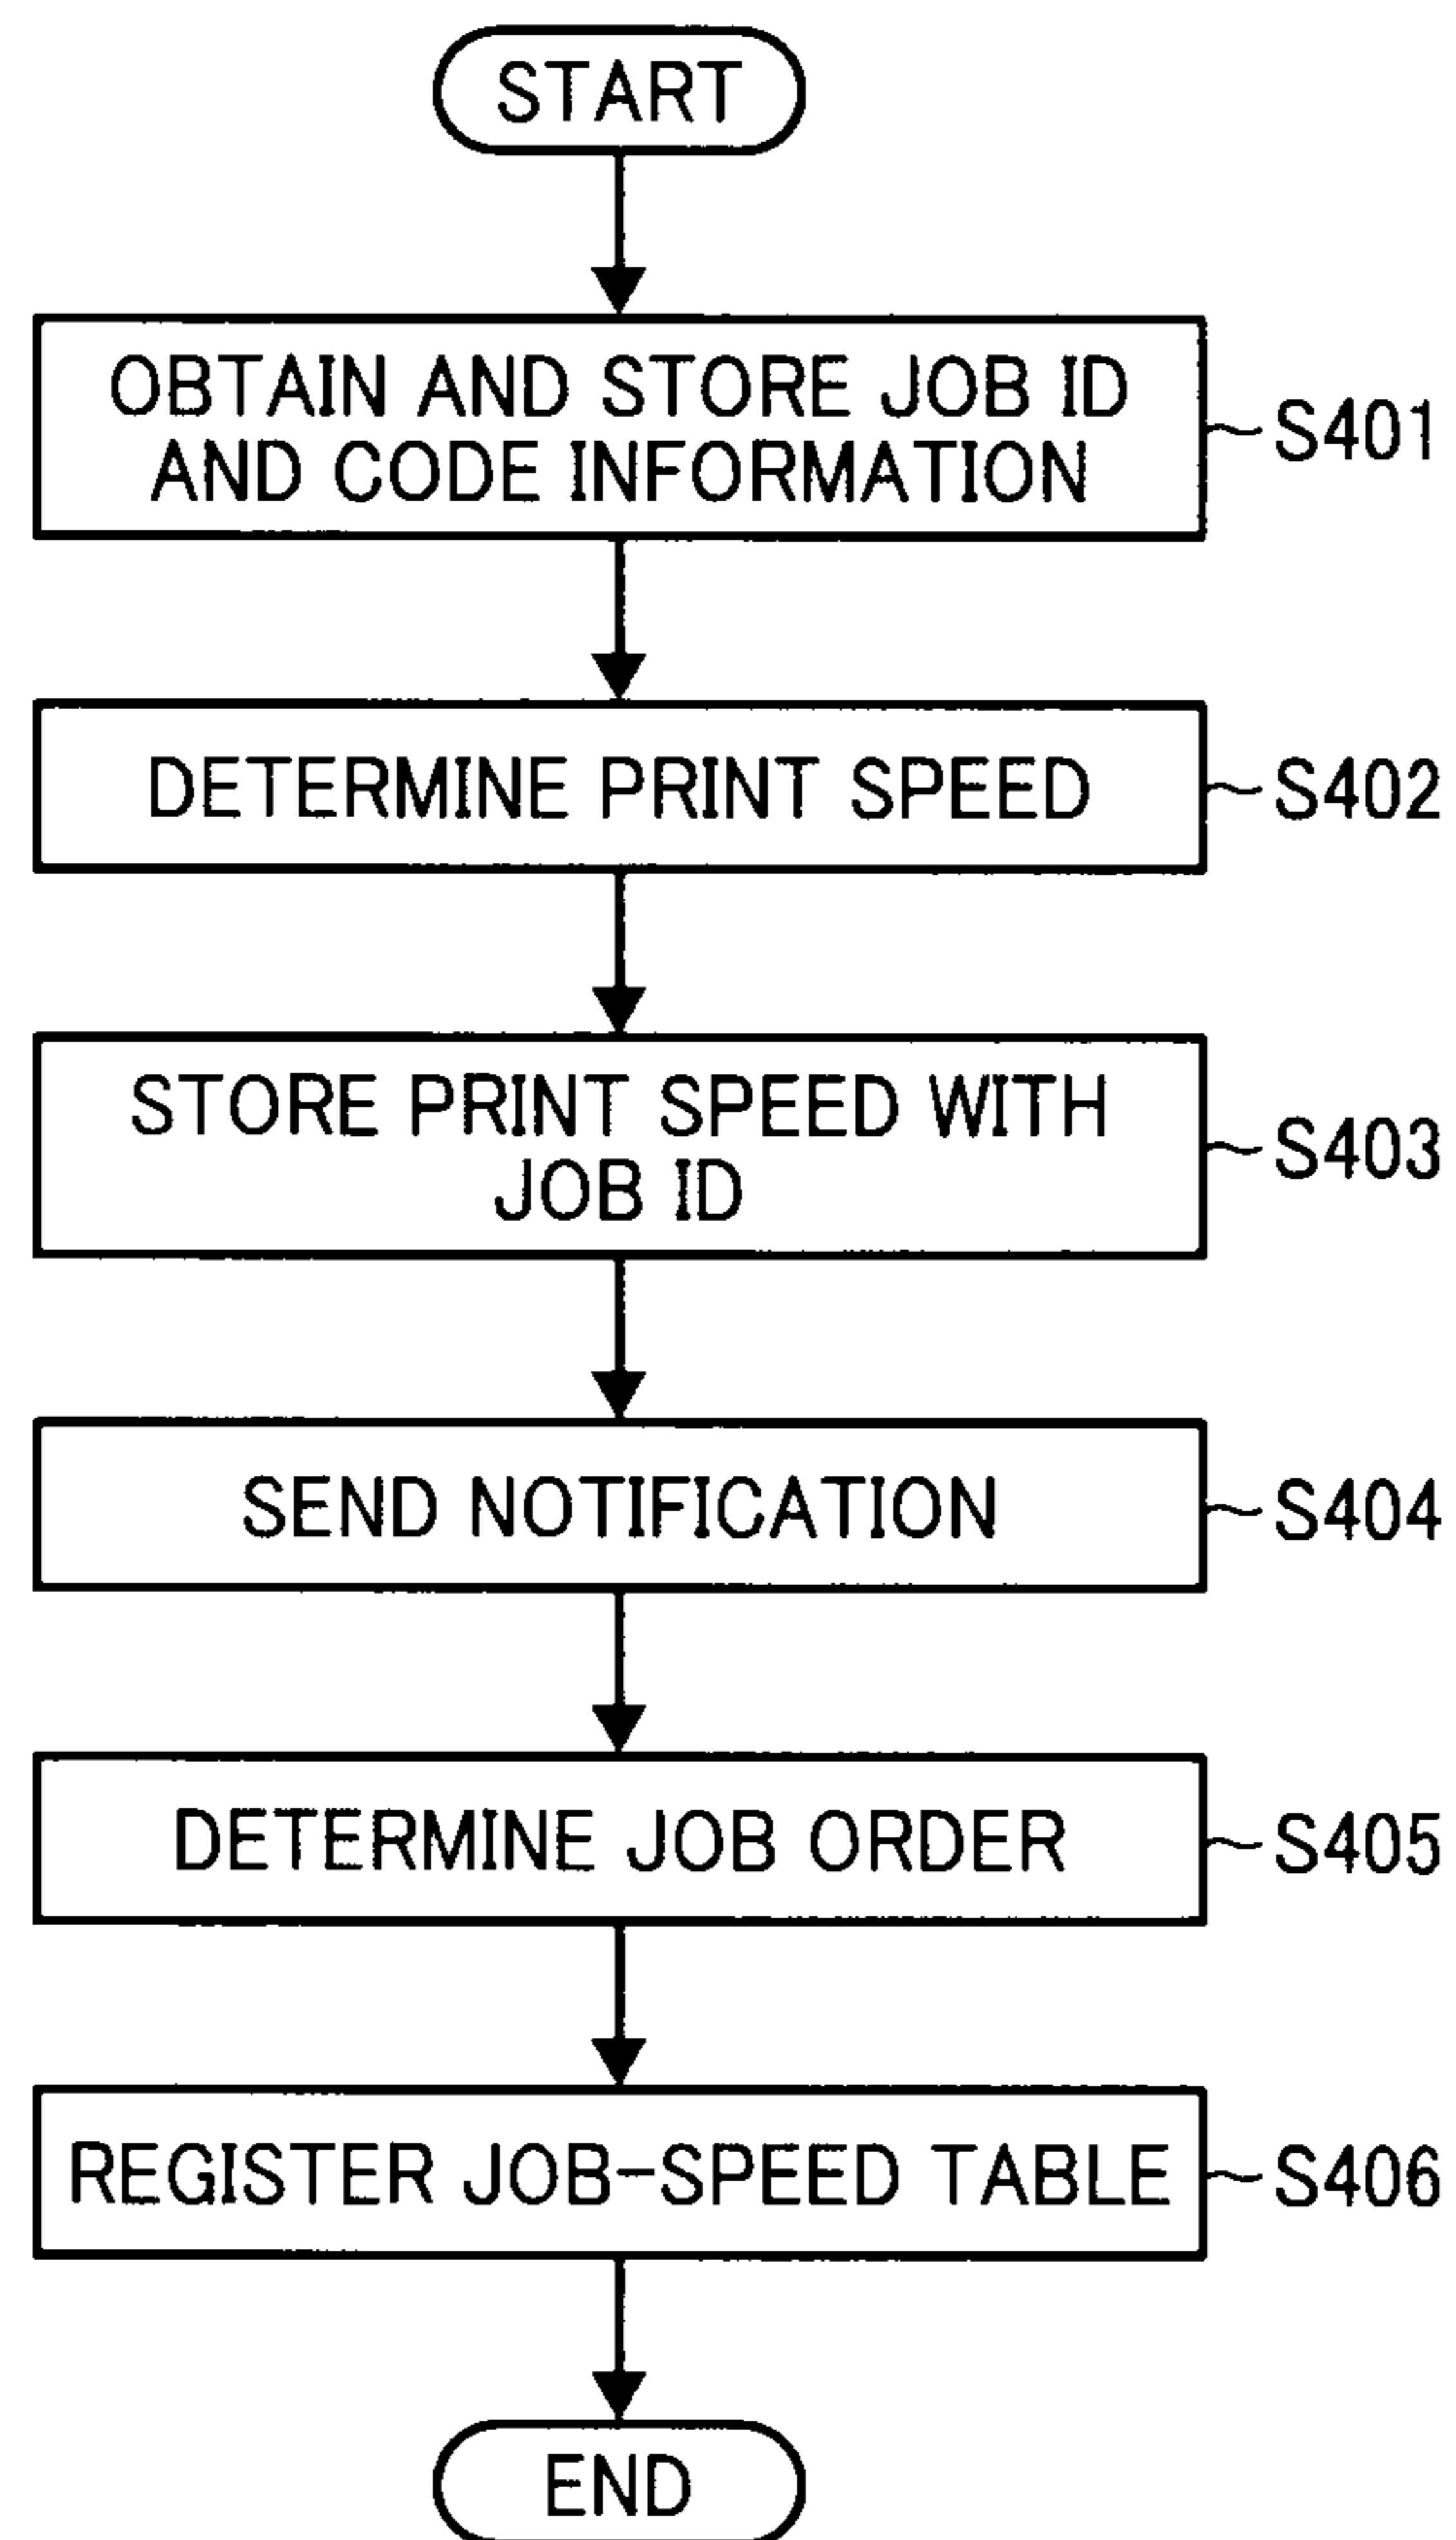 START
OBTAIN AND STORE JOB ID
AND CODE INFORMATION
S401
DETERMINE PRINT SPEED
S402
STORE PRINT SPEED WITH
JOB ID
S403
SEND NOTIFICATION
S404
DETERMINE JOB ORDER
S405
REGISTER JOB-SPEED TABLE
S406
END